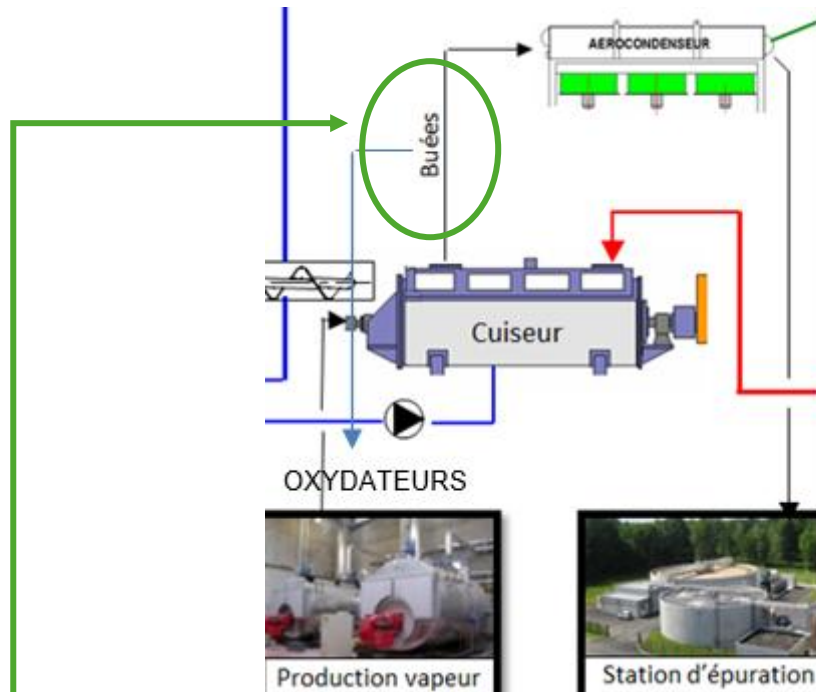 AEROCONDENSEUR
Buées
Cuiseur
OXYDATEURS
Production vapeur
Station d'épuration